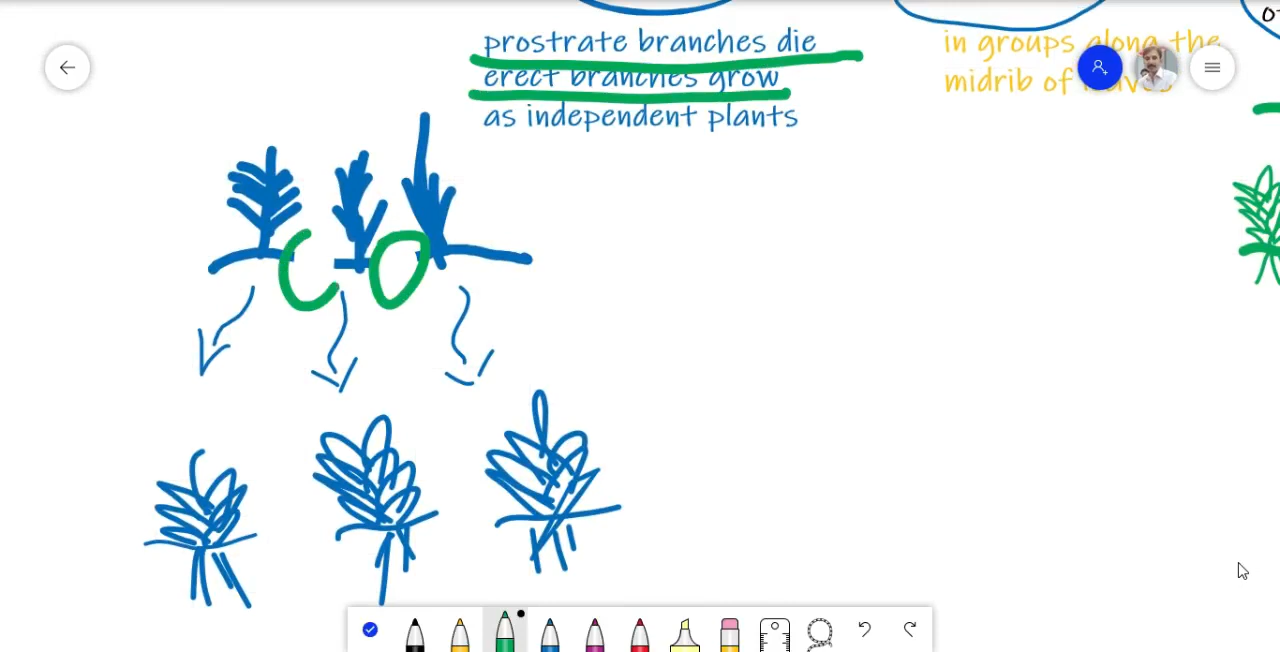 prostrate branches die
erect branches grow
as independent plants
in groups along the
midrib of